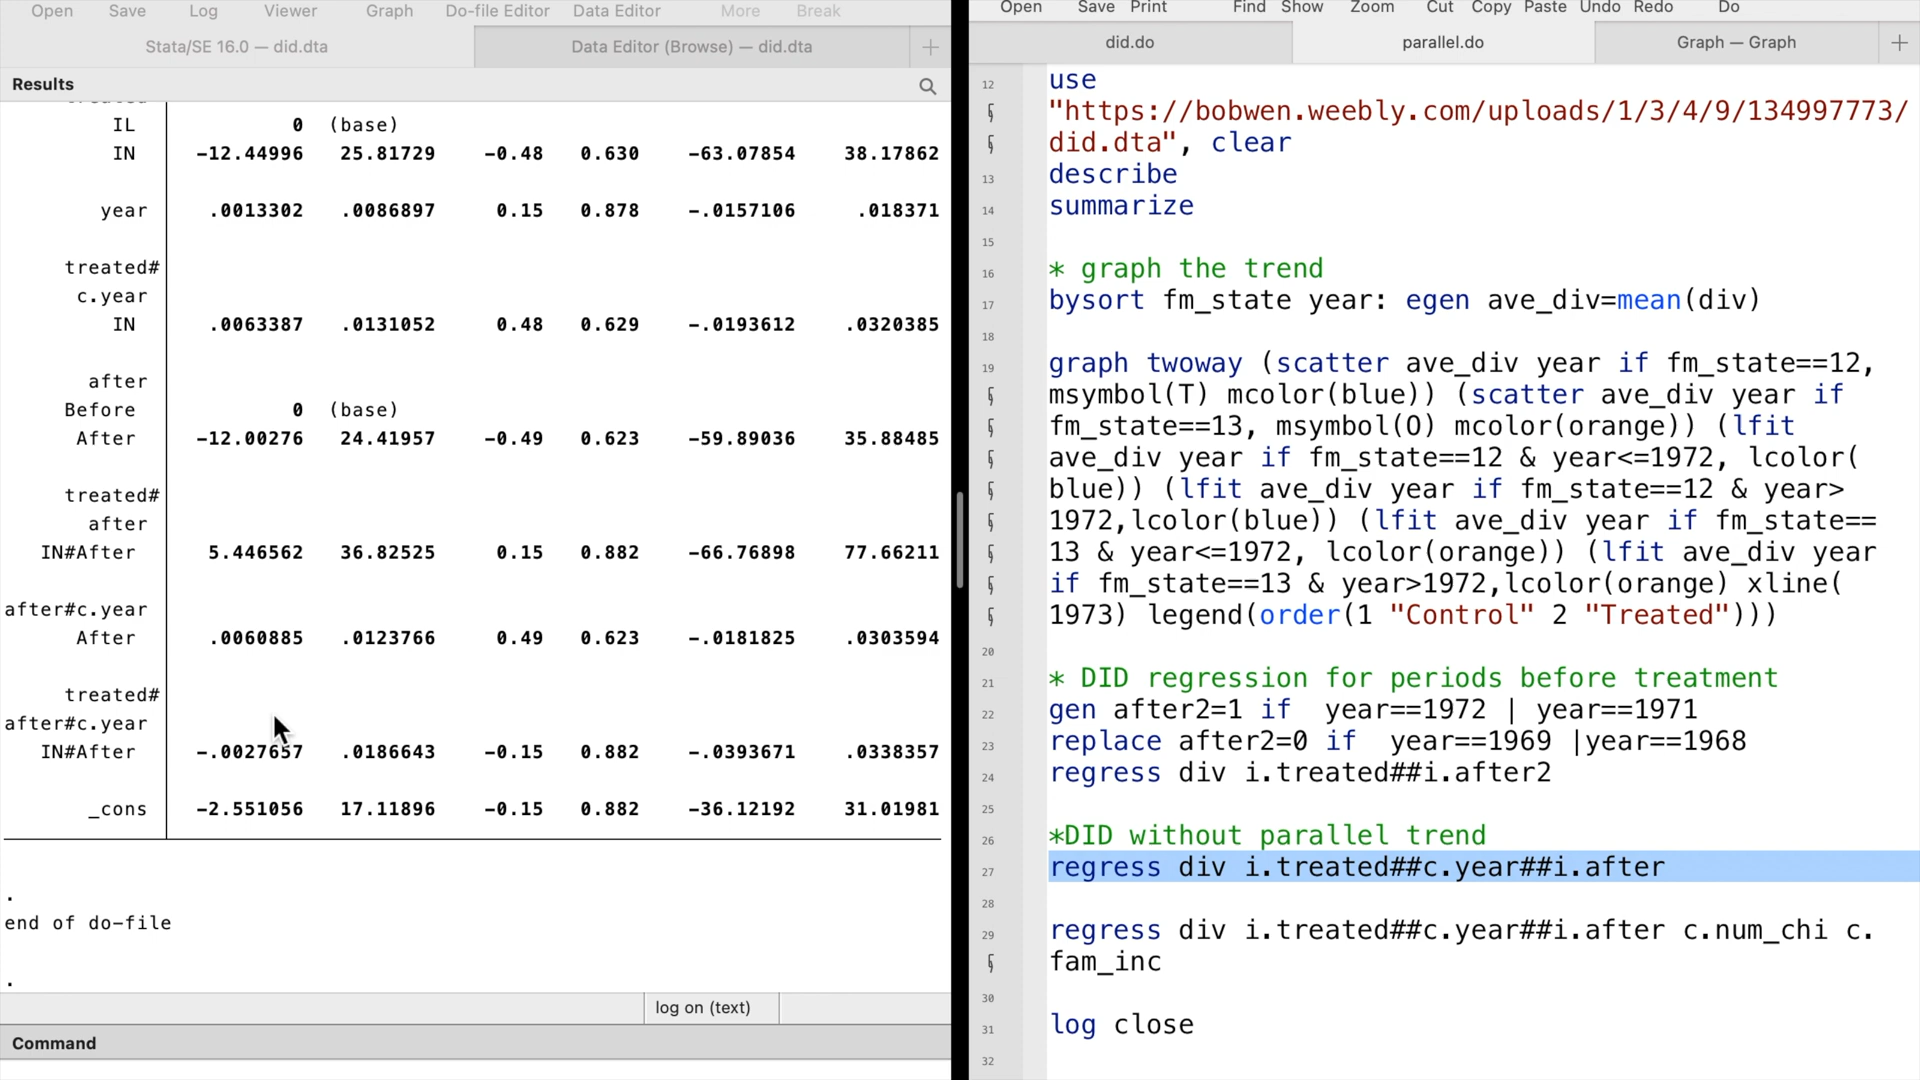 Open Save Log Viewer Graph Do-file Editor Data Editor More Break
Stata/SE 16.0 — did.dta
Data Editor (Browse) — did.dta
Results
IL 0 (base)
IN -12.44996 25.81729 -0.48 0.630 -63.07854 38.17862
year .0013302 .0086897 0.15 0.878 -.0157106 .018371
treated#
c.year
IN .0063387 .0131052 0.48 0.629 -.0193612 .0320385
after
Before 0 (base)
After -12.00276 24.41957 -0.49 0.623 -59.89036 35.88485
treated#
after
IN#After 5.446562 36.82525 0.15 0.882 -66.76898 77.66211
after#c.year
After .0060885 .0123766 0.49 0.623 -.0181825 .0303594
treated#
after#c.year
IN#After -.0027657 .0186643 -0.15 0.882 -.0393671 .0338357
_cons -2.551056 17.11896 -0.15 0.882 -36.12192 31.01981
.
end of do-file
.
log on (text)
Command
Open Save Print Find Show Zoom Cut Copy Paste Undo Redo Do
did.do
parallel.do
Graph — Graph
12 use
"https://bobwen.weebly.com/uploads/1/3/4/9/134997773/
did.dta", clear
13 describe
14 summarize
15
16 * graph the trend
17 bysort fm_state year: egen ave_div=mean(div)
18
19 graph twoway (scatter ave_div year if fm_state==12,
msymbol(T) mcolor(blue)) (scatter ave_div year if
fm_state==13, msymbol(O) mcolor(orange)) (lfit
ave_div year if fm_state==12 & year<=1972, lcolor(
blue)) (lfit ave_div year if fm_state==12 & year>
1972,lcolor(blue)) (lfit ave_div year if fm_state==
13 & year<=1972, lcolor(orange)) (lfit ave_div year
if fm_state==13 & year>1972,lcolor(orange) xline(
1973) legend(order(1 "Control" 2 "Treated")))
20
21 * DID regression for periods before treatment
22 gen after2=1 if year==1972 | year==1971
23 replace after2=0 if year==1969 |year==1968
24 regress div i.treated##i.after2
25
26 *DID without parallel trend
27 regress div i.treated##c.year##i.after
28
29 regress div i.treated##c.year##i.after c.num_chi c.
fam_inc
30
31 log close
32